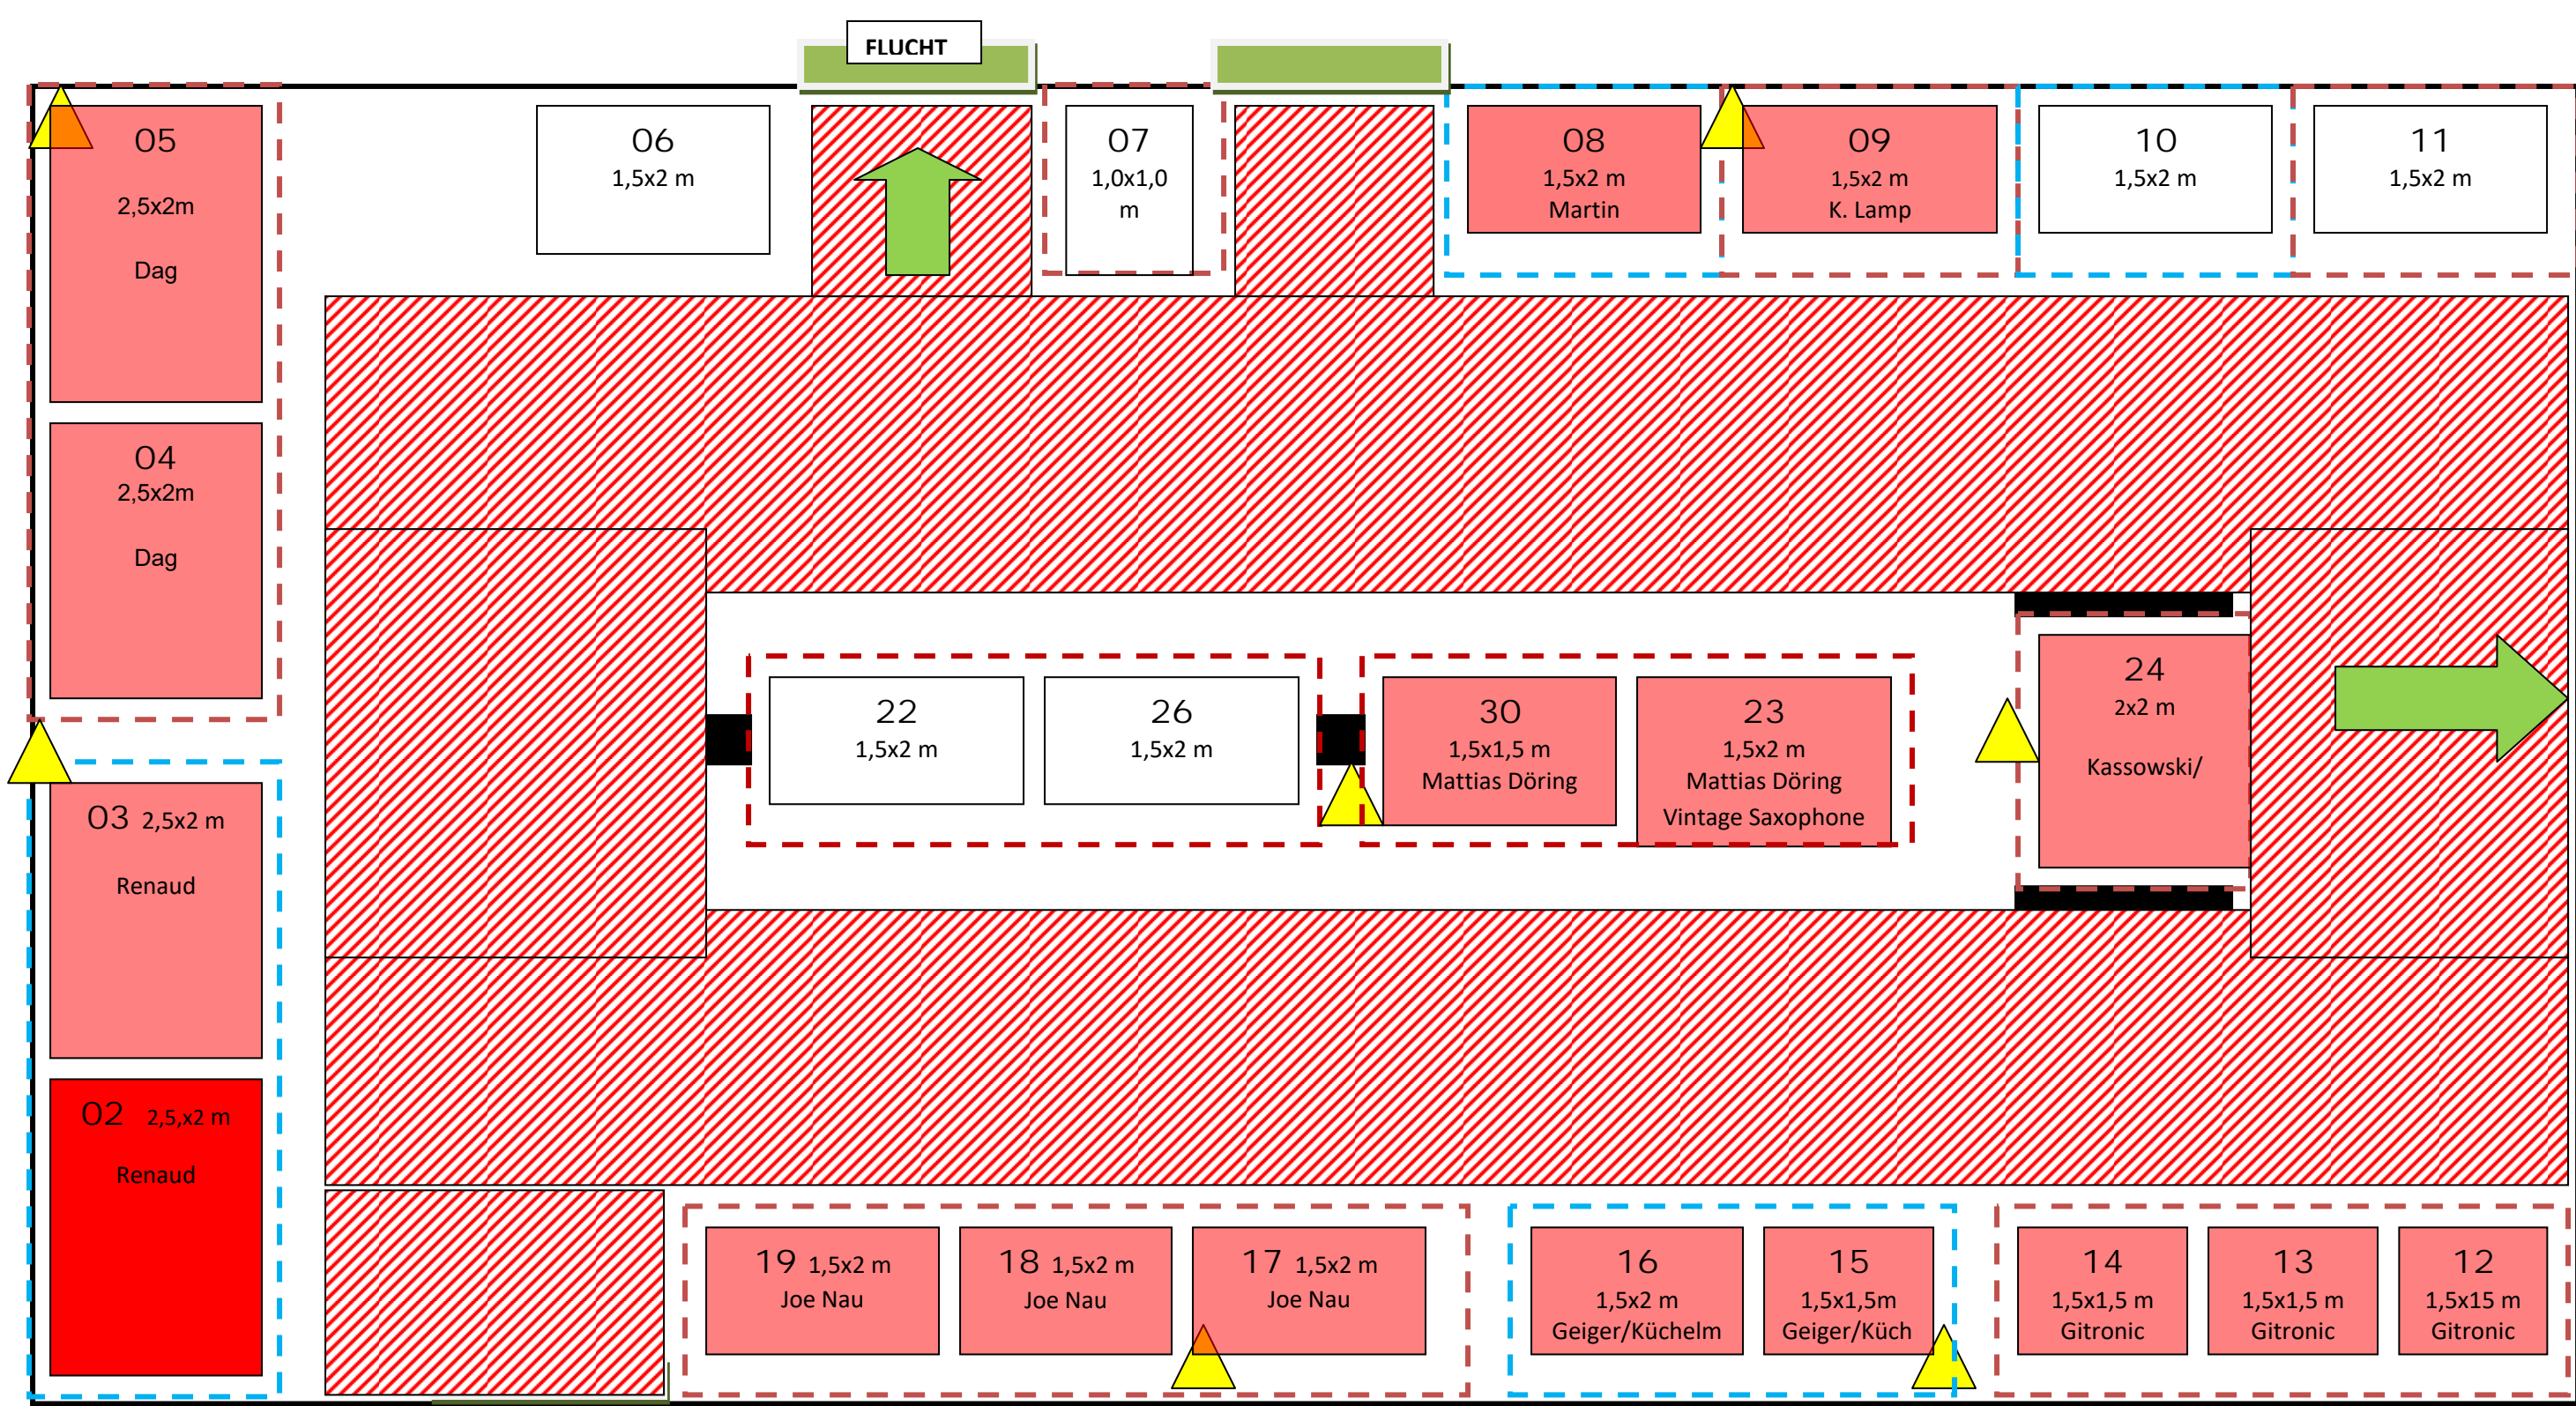 FLUCHT
05
2,5x2m
Dag
06
1,5x2 m
07
1,0x1,0
m
08
1,5x2 m
Martin
09
1,5x2 m
K. Lamp
10
1,5x2 m
11
1,5x2 m
04
2,5x2m
Dag
22
1,5x2 m
26
1,5x2 m
30
1,5x1,5 m
Mattias Döring
23
1,5x2 m
Mattias Döring
Vintage Saxophone
24
2x2 m
Kassowski/
03 2,5x2 m
Renaud
02 2,5,x2 m
Renaud
19 1,5x2 m
Joe Nau
18 1,5x2 m
Joe Nau
17 1,5x2 m
Joe Nau
16
1,5x2 m
Geiger/Küchelm
15
1,5x1,5m
Geiger/Küch
14
1,5x1,5 m
Gitronic
13
1,5x1,5 m
Gitronic
12
1,5x15 m
Gitronic